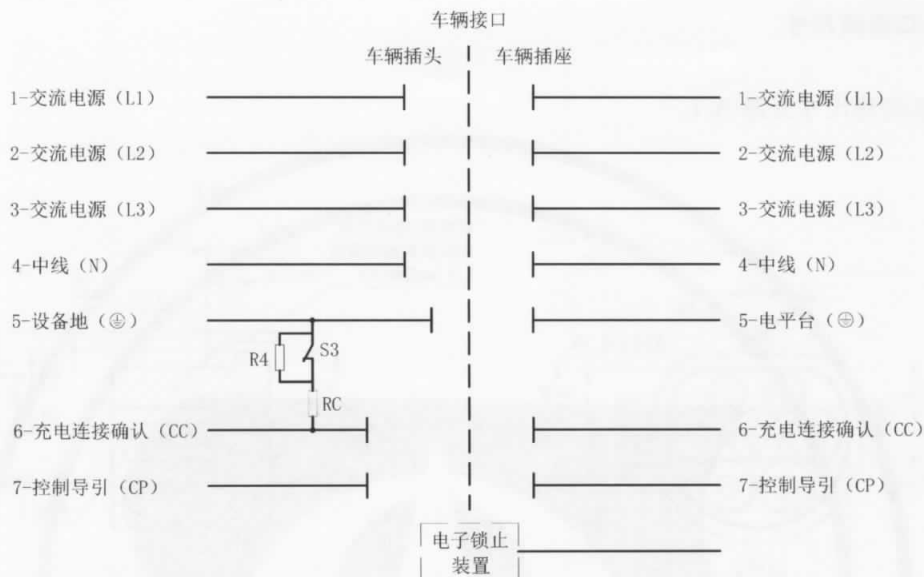 车辆接口
车辆插头
车辆插座
1-交流电源（L1）
1-交流电源（L1）
2-交流电源（L2）
2-交流电源（L2）
3-交流电源（L3）
3-交流电源（L3）
4-中线（N）
4-中线（N）
5-设备地（⏚）
5-电平台（⊕）
R4
S3
RC
6-充电连接确认（CC）
6-充电连接确认（CC）
7-控制导引（CP）
7-控制导引（CP）
电子锁止
装置